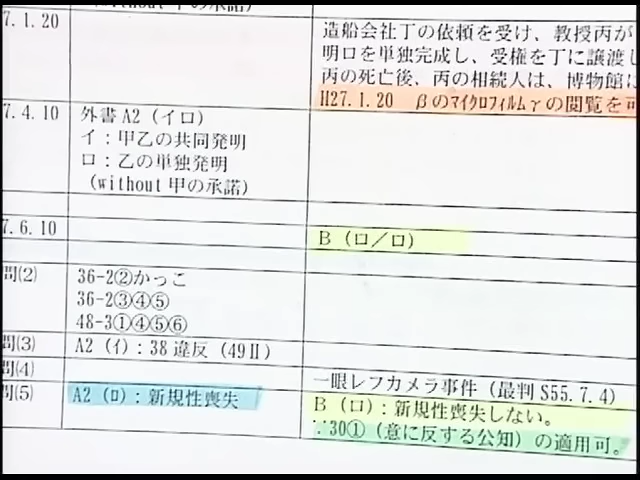 (without 甲の承諾)
7.1.20
造船会社丁の依頼を受け、教授丙が
明ロを単独完成し、受権を丁に譲渡し
丙の死亡後、丙の相続人は、博物館に
H27.1.20 βのマイクロフィルムγの閲覧を可
7.4.10
外書A2(イロ)
イ:甲乙の共同発明
ロ:乙の単独発明
(without 甲の承諾)
7.6.10
B(ロ/ロ)
問(2)
36-2②かっこ
36-2③④⑤
48-3①④⑤⑥
問(3)
A2(イ):38違反(49Ⅱ)
問(4)
一眼レフカメラ事件(最判S55.7.4)
問(5)
A2(ロ):新規性喪失
B(ロ):新規性喪失しない。
∵30①(意に反する公知)の適用可。